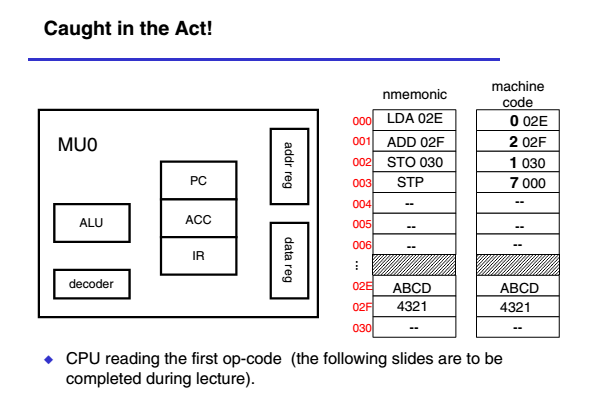 Caught in the Act!
nmemonic
machine
code
MU0
PC
ACC
IR
ALU
decoder
addr reg
data reg
000 LDA 02E 0 02E
001 ADD 02F 2 02F
002 STO 030 1 030
003 STP 7 000
004 -- --
005 -- --
006 -- --
⋮
02E ABCD ABCD
02F 4321 4321
030 -- --
◆ CPU reading the first op-code (the following slides are to be
completed during lecture).